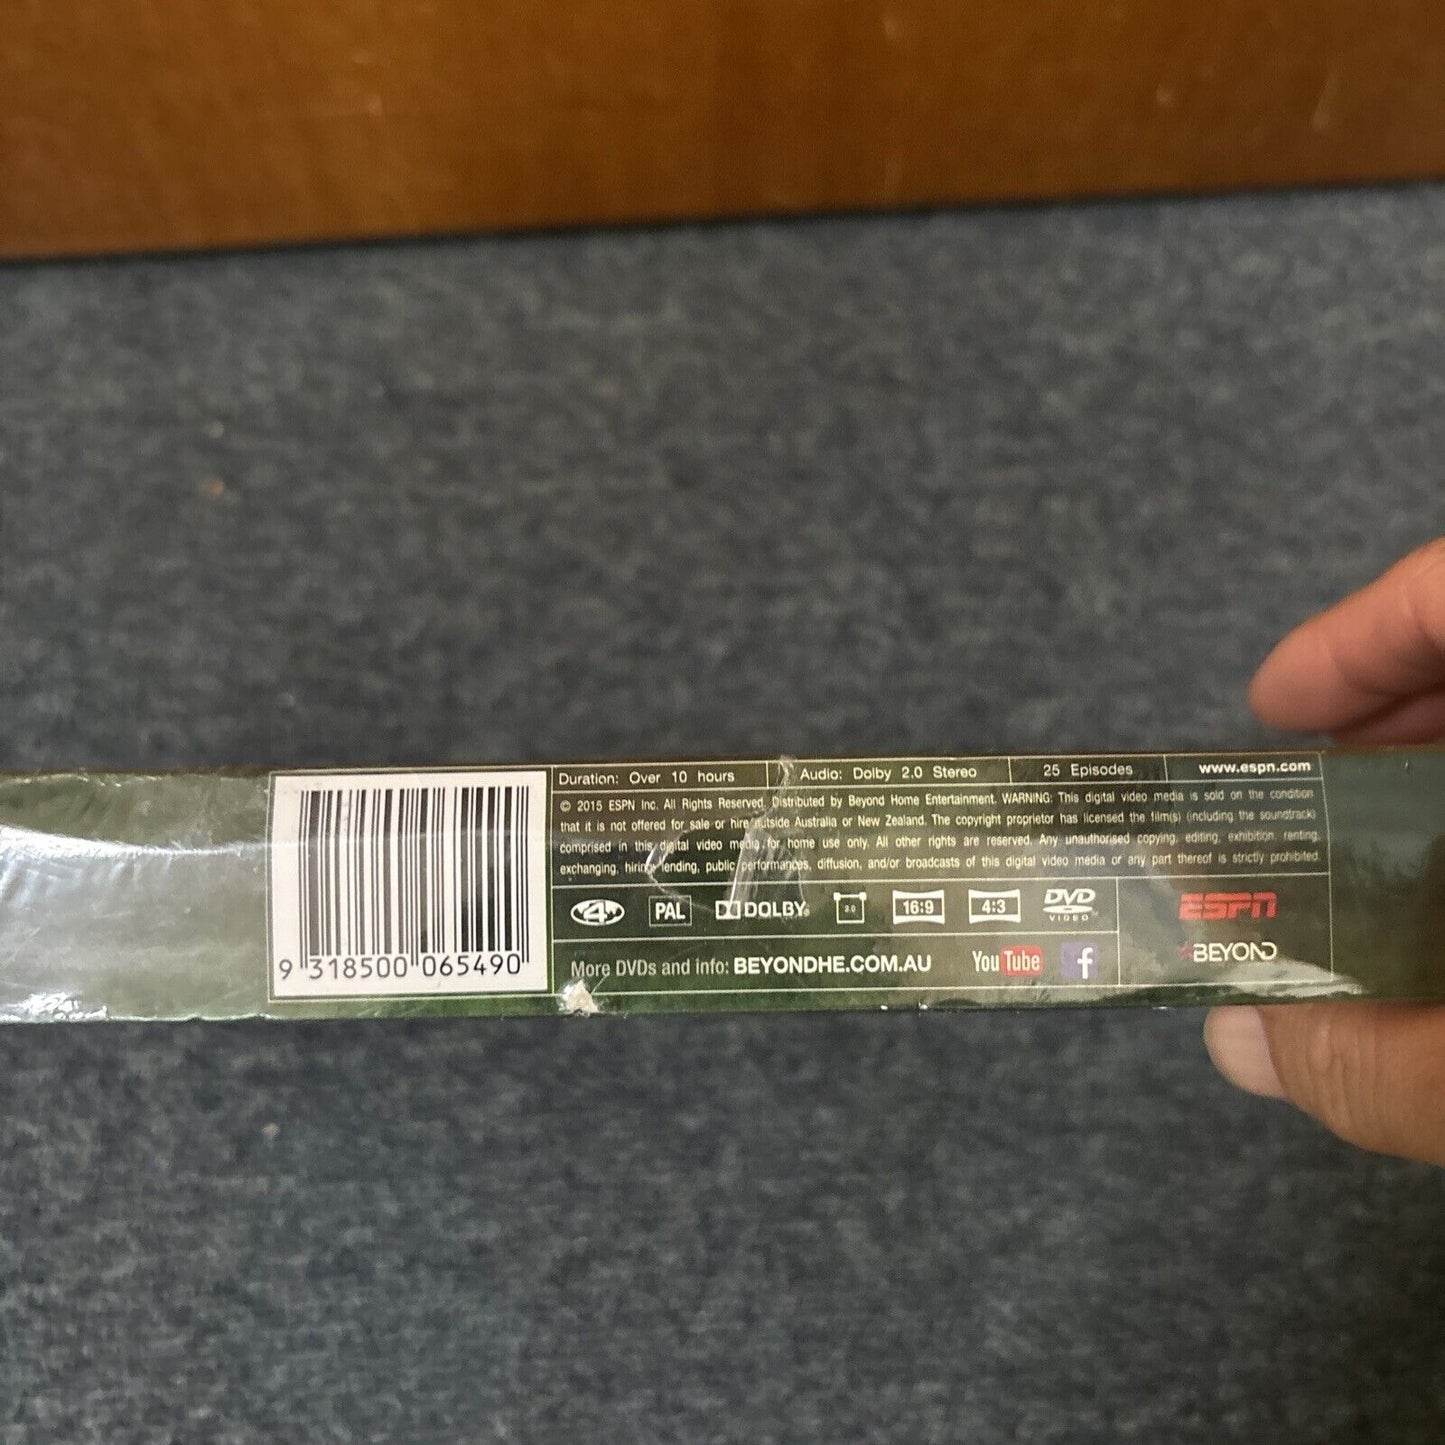 Duration: Over 10 hours Audio: Dolby 2.0 Stereo 25 Episodes www.espn.com
© 2015 ESPN Inc. All Rights Reserved. Distributed by Beyond Home Entertainment. WARNING: This digital video media is sold on the condition
that it is not offered for sale or hire outside Australia or New Zealand. The copyright proprietor has licensed the film(s) (including the soundtrack)
comprised in this digital video media for home use only. All other rights are reserved. Any unauthorised copying, editing, exhibition, renting,
exchanging, hiring, lending, public performances, diffusion, and/or broadcasts of this digital video media or any part thereof is strictly prohibited.
4 PAL DOLBY 2.0 16:9 4:3 DVD VIDEO ESPN
9 318500 065490 More DVDs and info: BEYONDHE.COM.AU YouTube f BEYOND